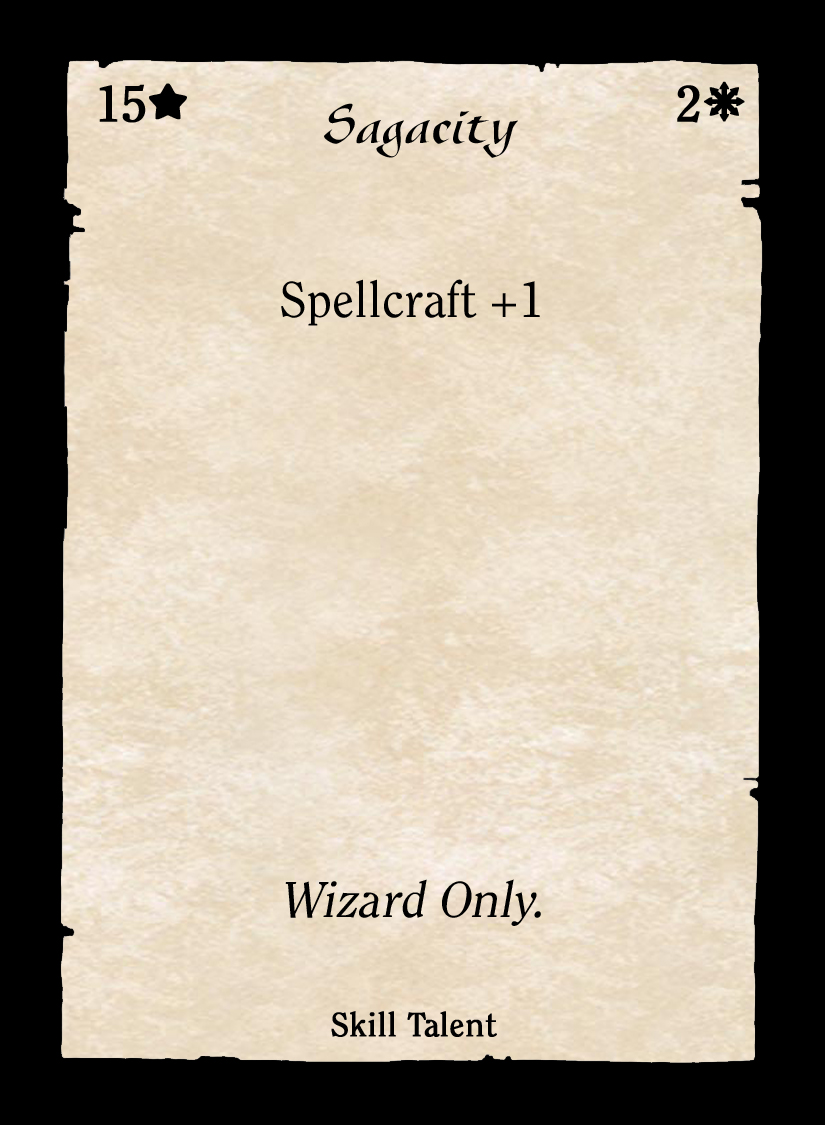 15★ Sagacity 2✵
Spellcraft +1
Wizard Only.
Skill Talent